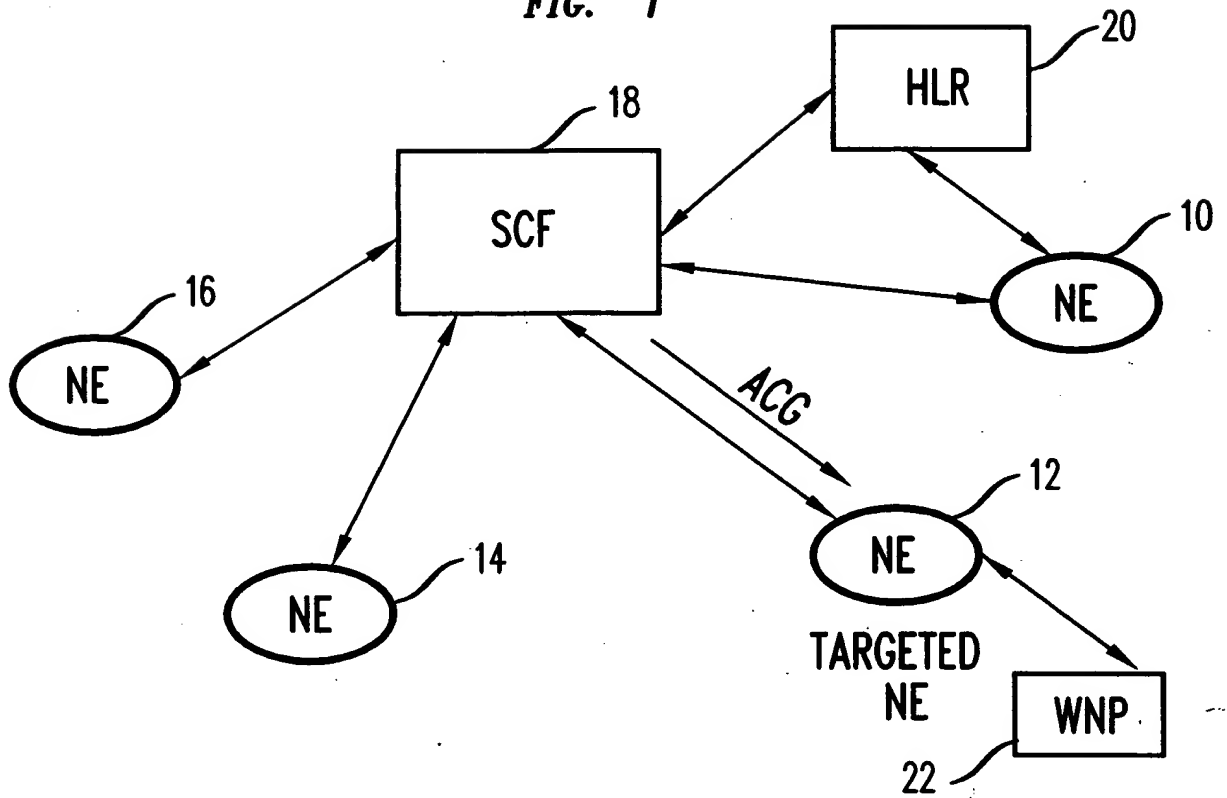 FIG. 1
20
HLR
18
SCF
10
NE
16
NE
ACG
12
NE
14
NE
TARGETED
NE
WNP
22